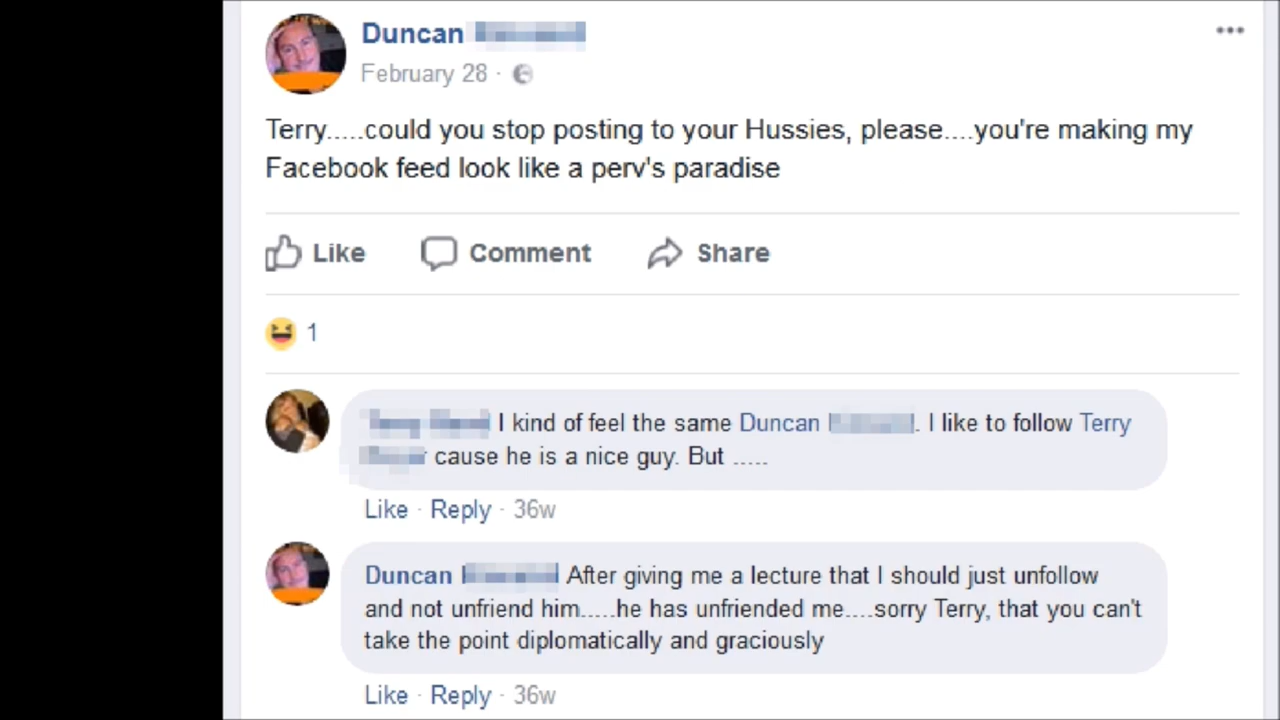 Duncan
February 28 ·
Terry.....could you stop posting to your Hussies, please....you're making my
Facebook feed look like a perv's paradise
Like Comment Share
1
I kind of feel the same Duncan . I like to follow Terry
cause he is a nice guy. But .....
Like · Reply · 36w
Duncan After giving me a lecture that I should just unfollow
and not unfriend him.....he has unfriended me....sorry Terry, that you can't
take the point diplomatically and graciously
Like · Reply · 36w